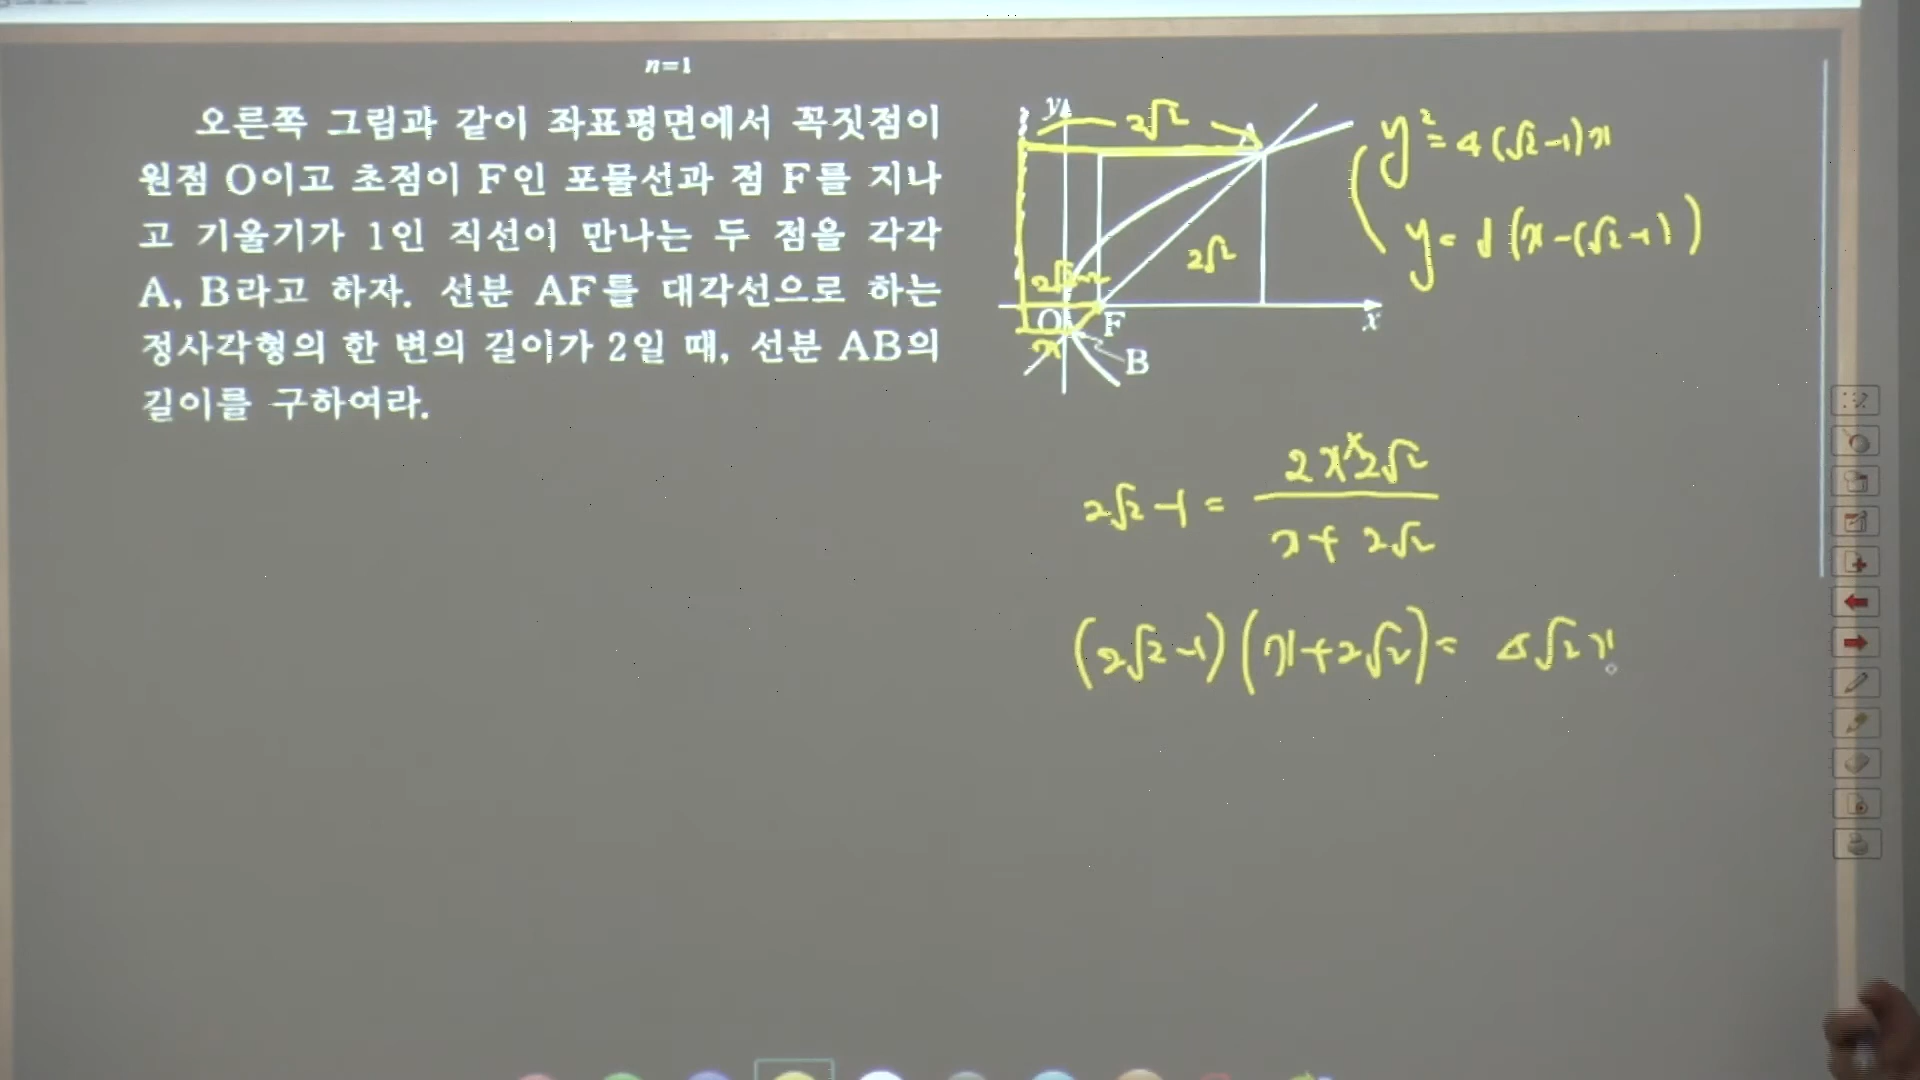 n=1
오른쪽 그림과 같이 좌표평면에서 꼭짓점이
원점 O이고 초점이 F인 포물선과 점 F를 지나
고 기울기가 1인 직선이 만나는 두 점을 각각
A, B라고 하자. 선분 AF를 대각선으로 하는
정사각형의 한 변의 길이가 2일 때, 선분 AB의
길이를 구하여라.
y
2√2
A
2√2
O
F
x
x
B
y²=4(√2-1)x
y=1(x-(√2-1))
2√2-1=
2x×2√2
x+2√2
(2√2-1)(x+2√2)=4√2x